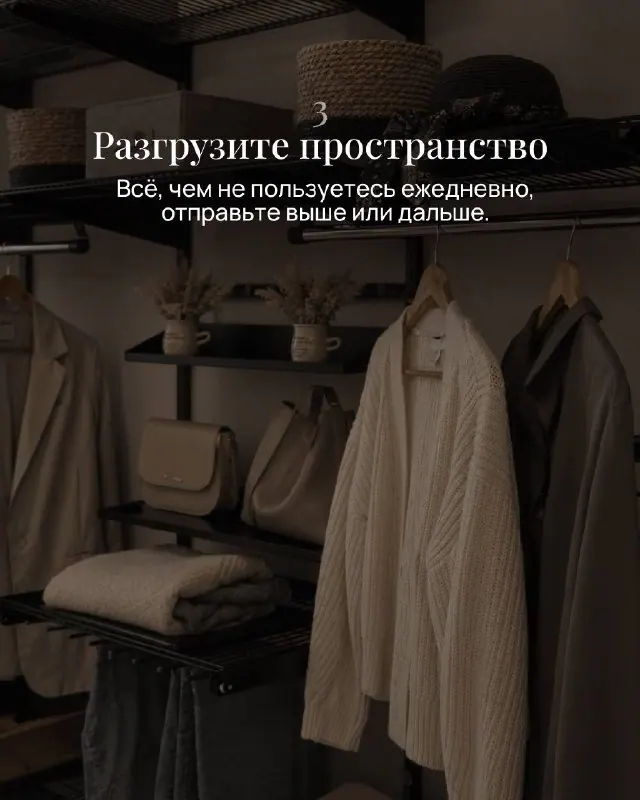 3
Разгрузите пространство
Всё, чем не пользуетесь ежедневно,
отправьте выше или дальше.